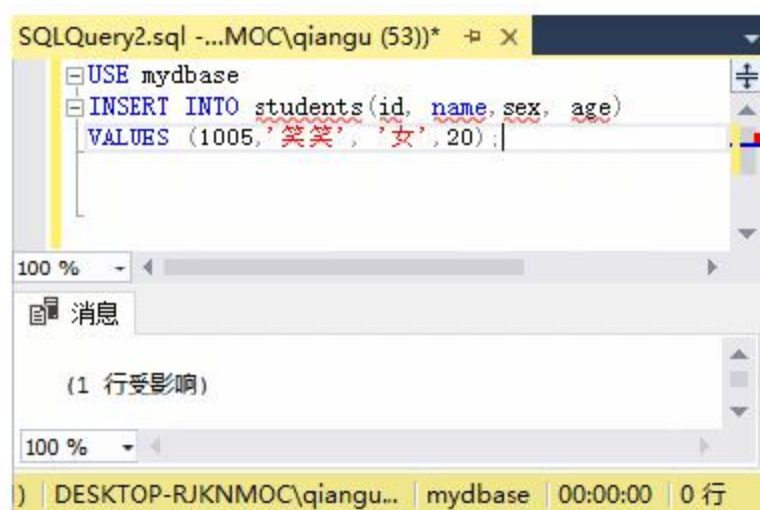 SQLQuery2.sql -...MOC\qiangu (53))*
USE mydbase
INSERT INTO students(id, name,sex, age)
VALUES (1005,'笑笑', '女',20);
100 %
消息
(1 行受影响)
100 %
) DESKTOP-RJKNMOC\qiangu... mydbase 00:00:00 0 行